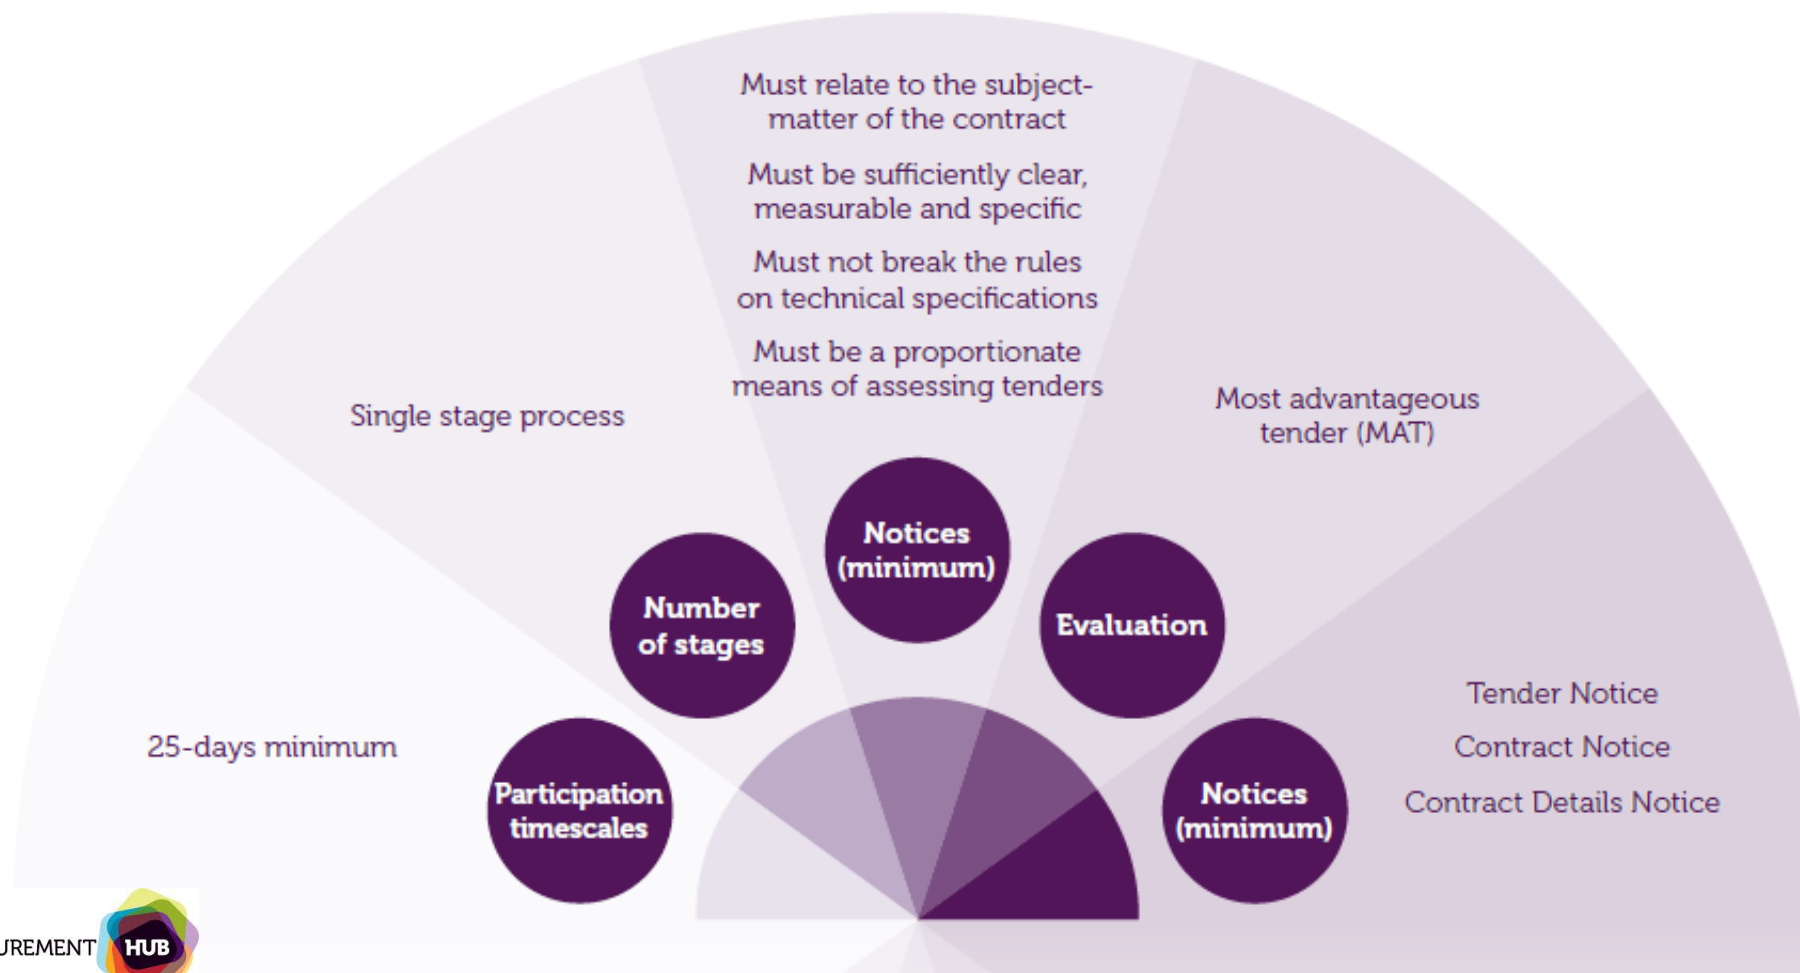 25-days minimum
Participation
timescales
Single stage process
Number
of stages
Must relate to the subject-
matter of the contract
Must be sufficiently clear,
measurable and specific
Must not break the rules
on technical specifications
Must be a proportionate
means of assessing tenders
Notices
(minimum)
Most advantageous
tender (MAT)
Evaluation
Tender Notice
Contract Notice
Contract Details Notice
Notices
(minimum)
UREMENT HUB